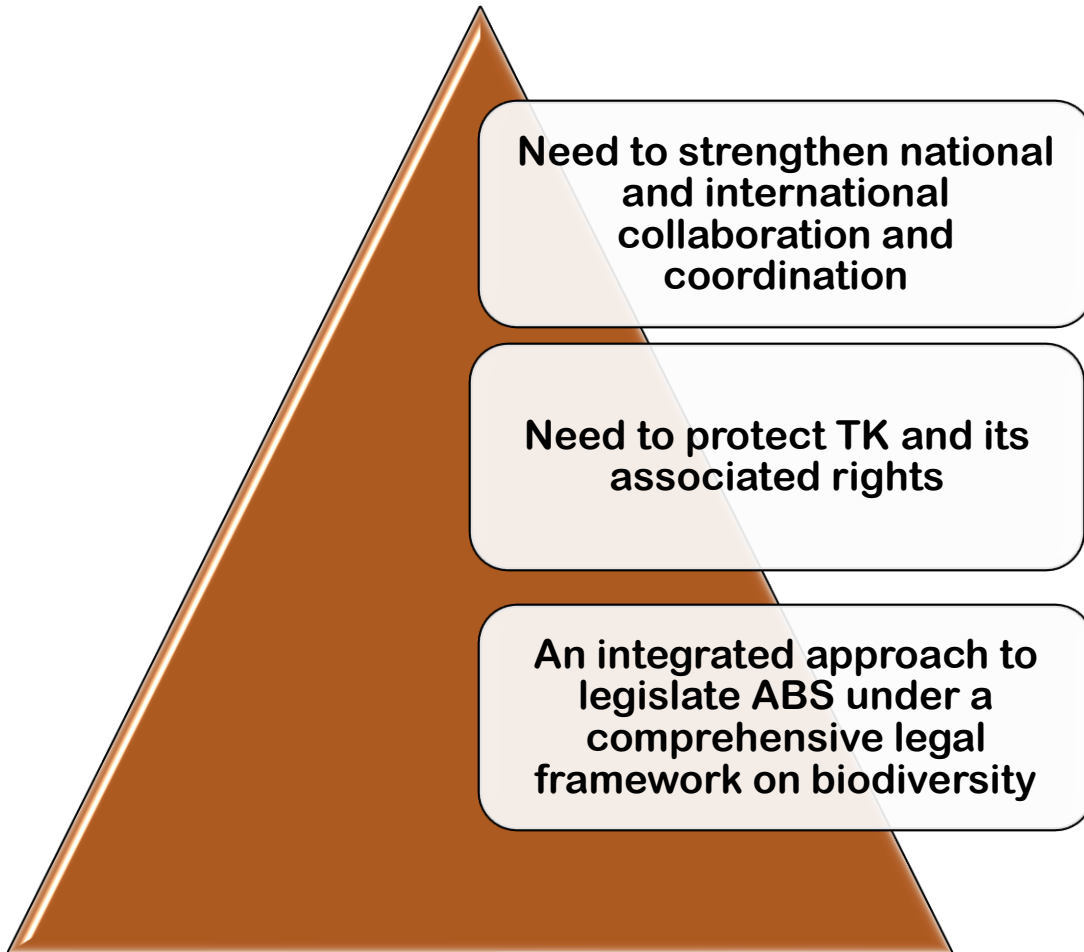 Need to strengthen national
and international
collaboration and
coordination
Need to protect TK and its
associated rights
An integrated approach to
legislate ABS under a
comprehensive legal
framework on biodiversity